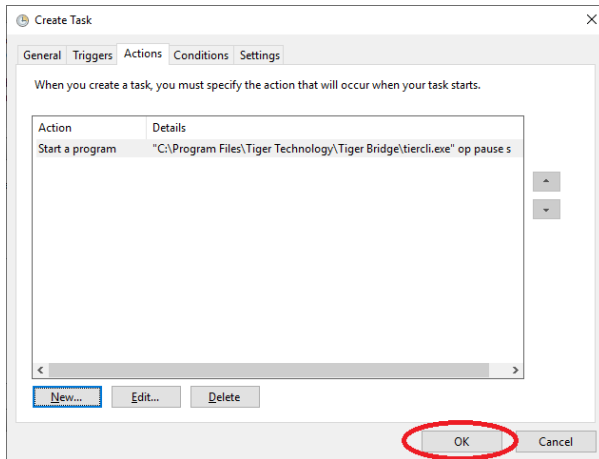 Create Task
General Triggers Actions Conditions Settings
When you create a task, you must specify the action that will occur when your task starts.
Action Details
Start a program "C:\Program Files\Tiger Technology\Tiger Bridge\tiercli.exe" op pause s
New... Edit... Delete
OK Cancel